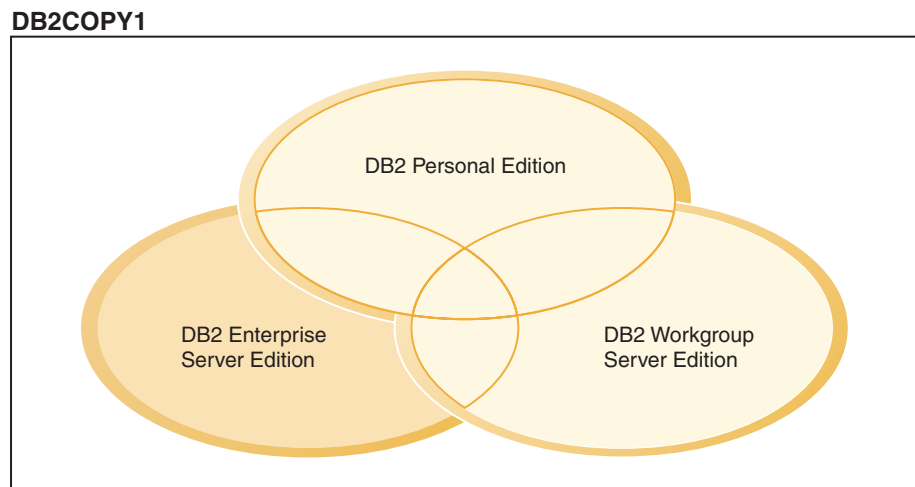 DB2COPY1
DB2 Personal Edition
DB2 Enterprise
Server Edition
DB2 Workgroup
Server Edition